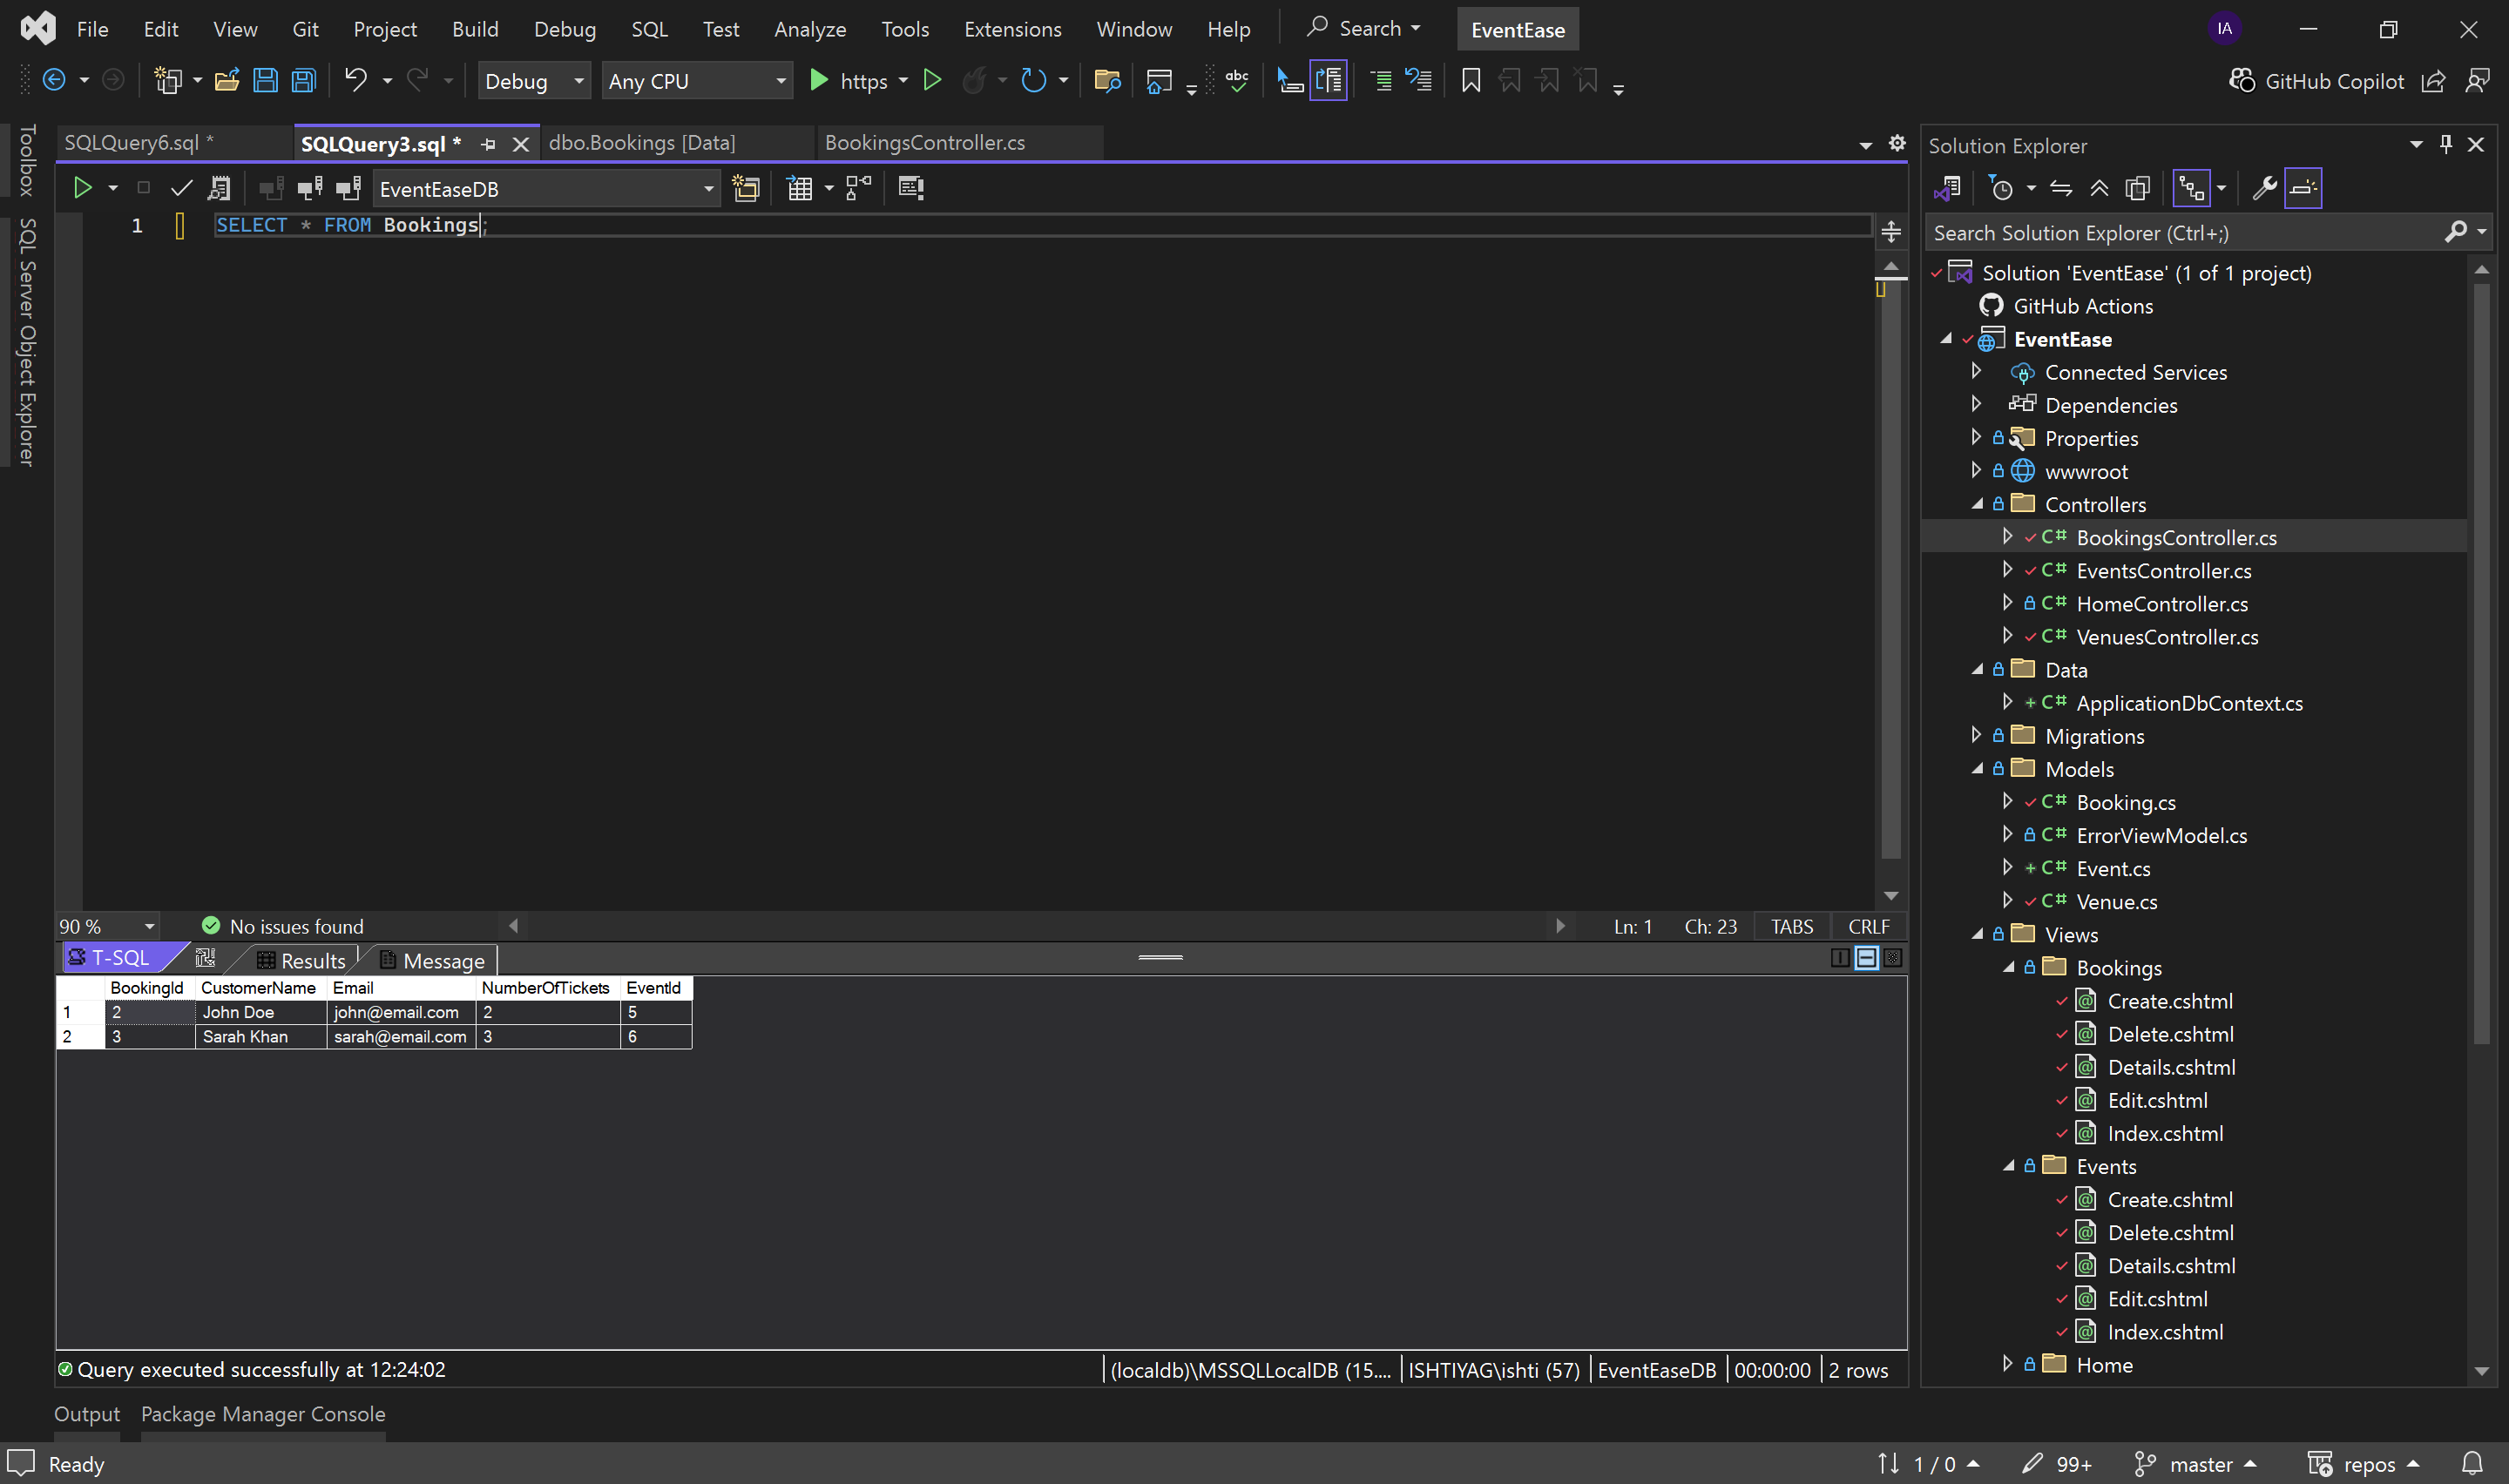 File Edit View Git Project Build Debug SQL Test Analyze Tools Extensions Window Help Search EventEase IA
Debug Any CPU https abc GitHub Copilot
Toolbox
SQL Server Object Explorer
SQLQuery6.sql * SQLQuery3.sql * dbo.Bookings [Data] BookingsController.cs
EventEaseDB
1 SELECT * FROM Bookings;
90 % No issues found Ln: 1 Ch: 23 TABS CRLF
T-SQL Results Message
BookingId CustomerName Email NumberOfTickets EventId
1 2 John Doe john@email.com 2 5
2 3 Sarah Khan sarah@email.com 3 6
Query executed successfully at 12:24:02 (localdb)\MSSQLLocalDB (15.... ISHTIYAG\ishti (57) EventEaseDB 00:00:00 2 rows
Output Package Manager Console
Solution Explorer
Search Solution Explorer (Ctrl+;)
Solution 'EventEase' (1 of 1 project)
GitHub Actions
EventEase
Connected Services
Dependencies
Properties
wwwroot
Controllers
C# BookingsController.cs
C# EventsController.cs
C# HomeController.cs
C# VenuesController.cs
Data
C# ApplicationDbContext.cs
Migrations
Models
C# Booking.cs
C# ErrorViewModel.cs
C# Event.cs
C# Venue.cs
Views
Bookings
@ Create.cshtml
@ Delete.cshtml
@ Details.cshtml
@ Edit.cshtml
@ Index.cshtml
Events
@ Create.cshtml
@ Delete.cshtml
@ Details.cshtml
@ Edit.cshtml
@ Index.cshtml
Home
Ready 1 / 0 99+ master repos